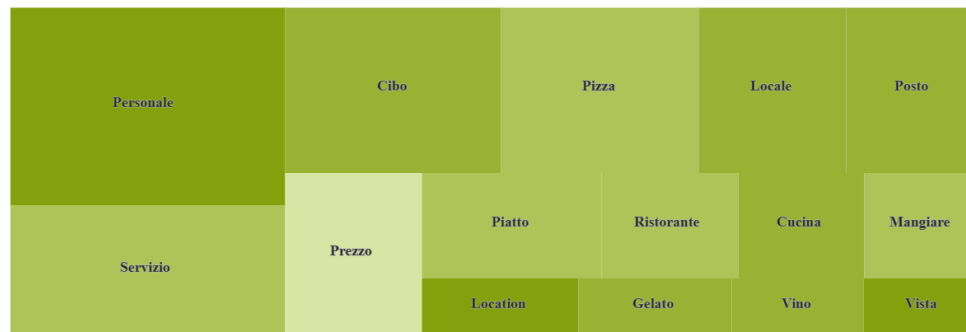 Personale
Cibo
Pizza
Locale
Posto
Servizio
Prezzo
Piatto
Ristorante
Cucina
Mangiare
Location
Gelato
Vino
Vista